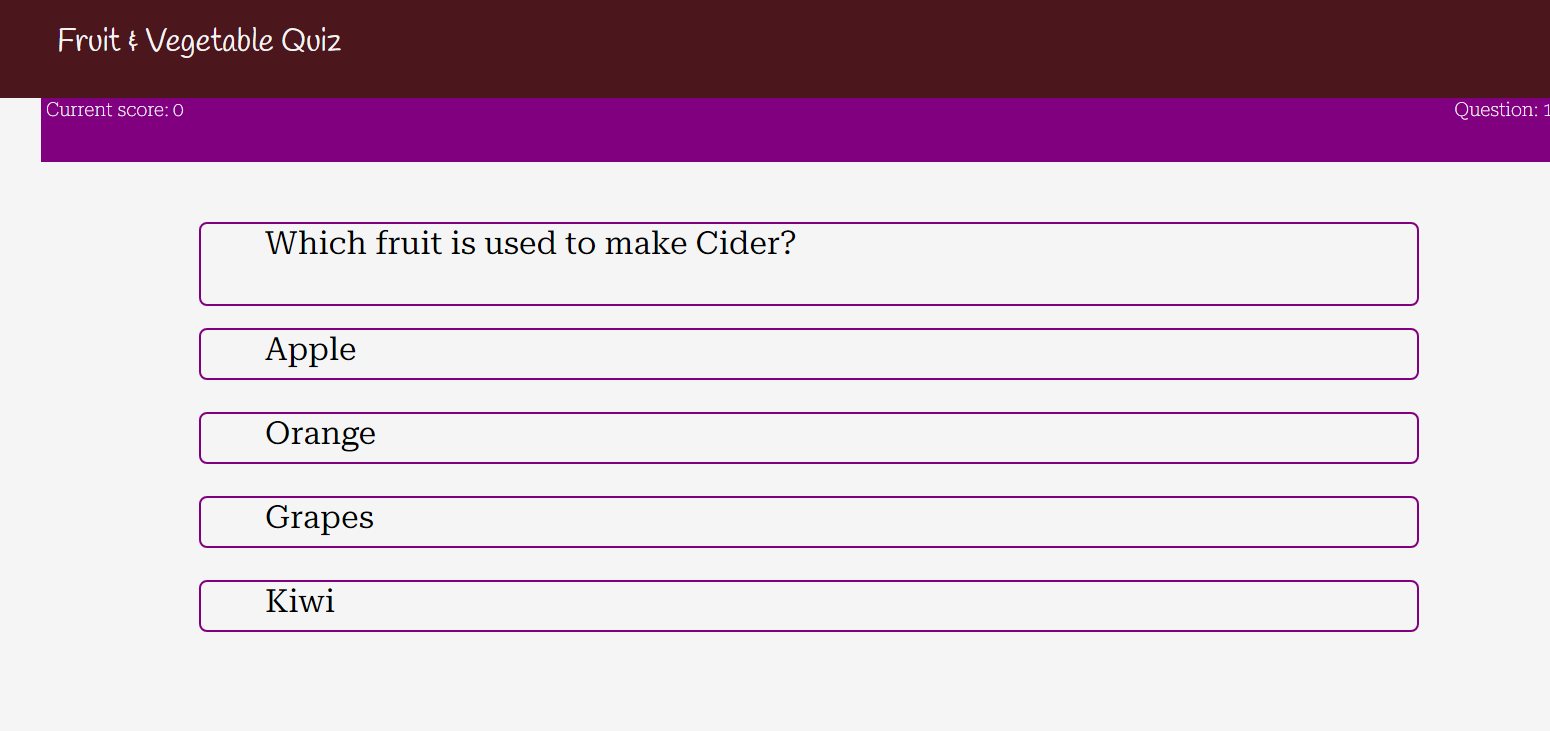 Fruit & Vegetable Quiz
Current score: 0
Question: 1
Which fruit is used to make Cider?
Apple
Orange
Grapes
Kiwi